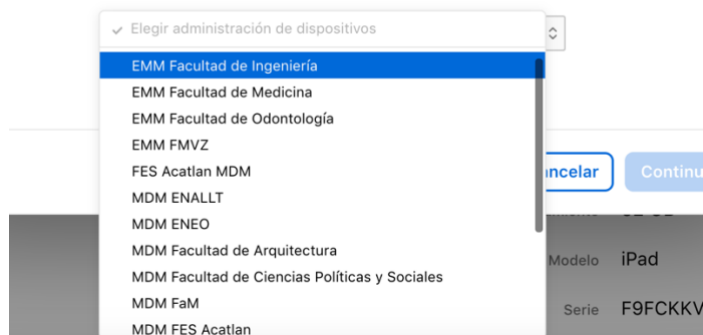 Elegir administración de dispositivos
EMM Facultad de Ingeniería
EMM Facultad de Medicina
EMM Facultad de Odontología
EMM FMVZ
FES Acatlan MDM
MDM ENALLT
MDM ENEO
MDM Facultad de Arquitectura
MDM Facultad de Ciencias Políticas y Sociales
MDM FaM
MDM FES Acatlan
ncelar
Continu
Modelo iPad
Serie F9FCKKV